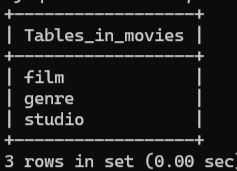 +------------------+
| Tables_in_movies |
+------------------+
| film             |
| genre            |
| studio           |
+------------------+
3 rows in set (0.00 sec